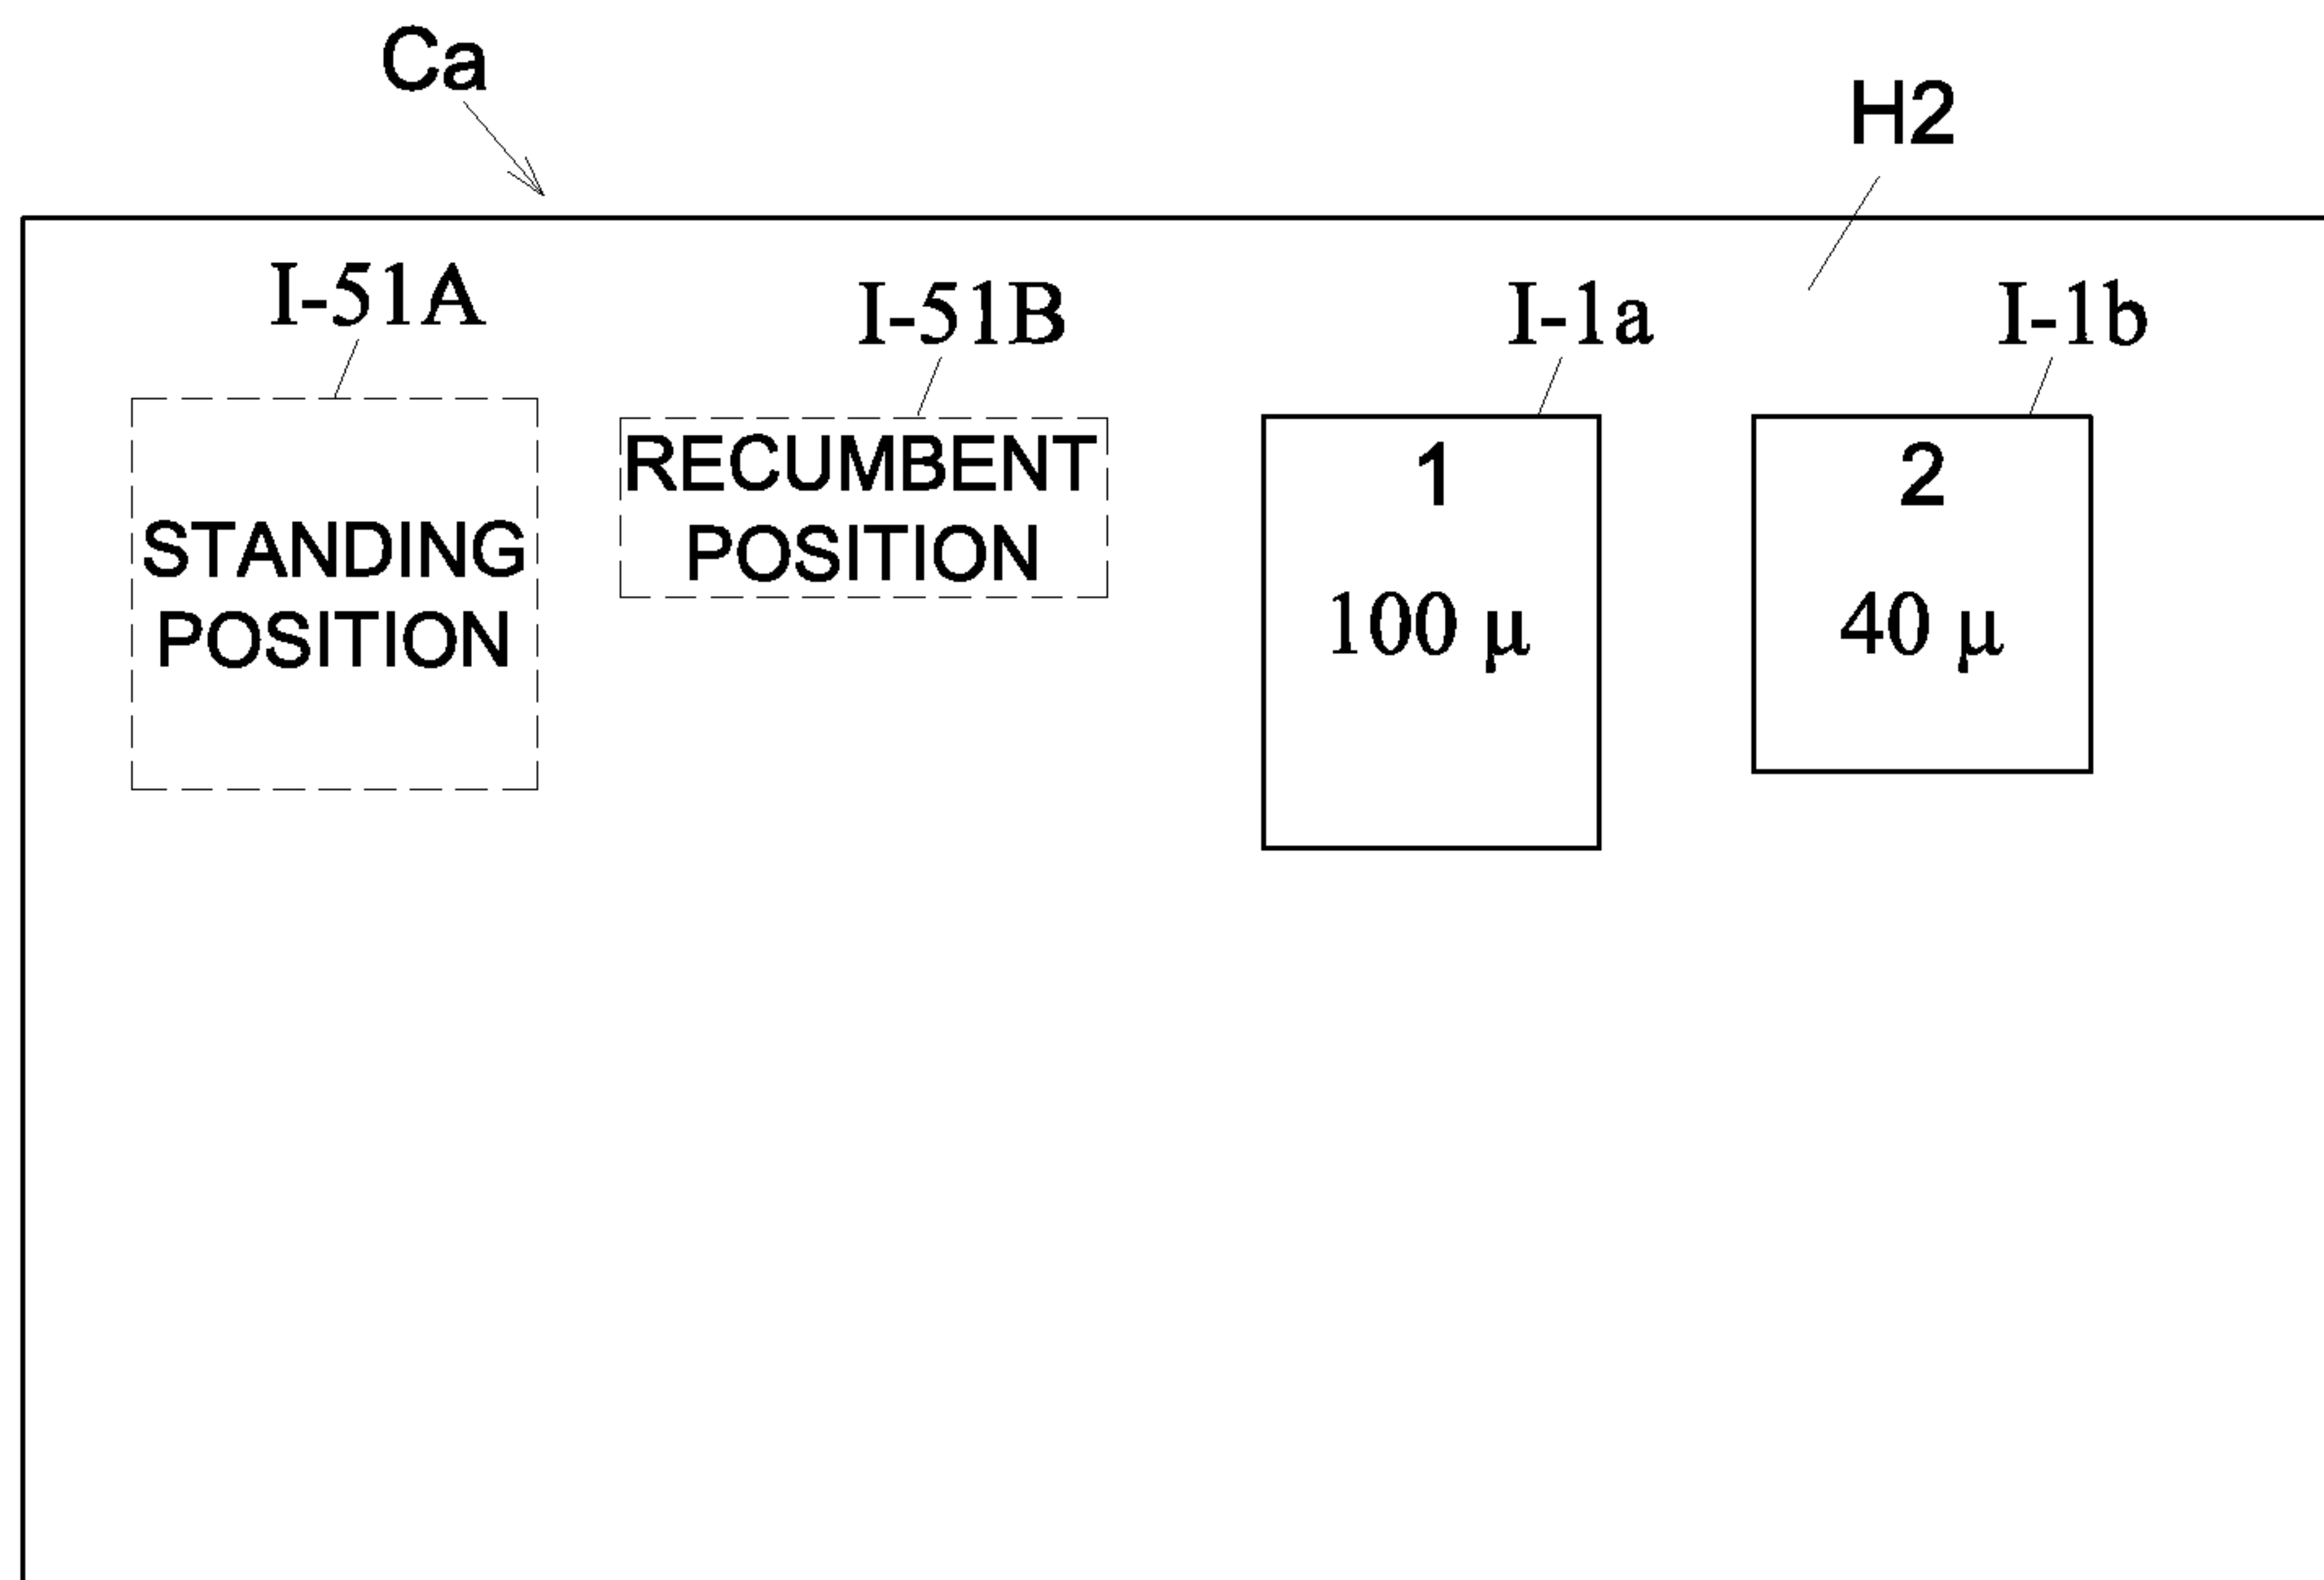 Ca
H2
I-51A
I-51B
I-1a
I-1b
STANDING
POSITION
RECUMBENT
POSITION
1
100 μ
2
40 μ